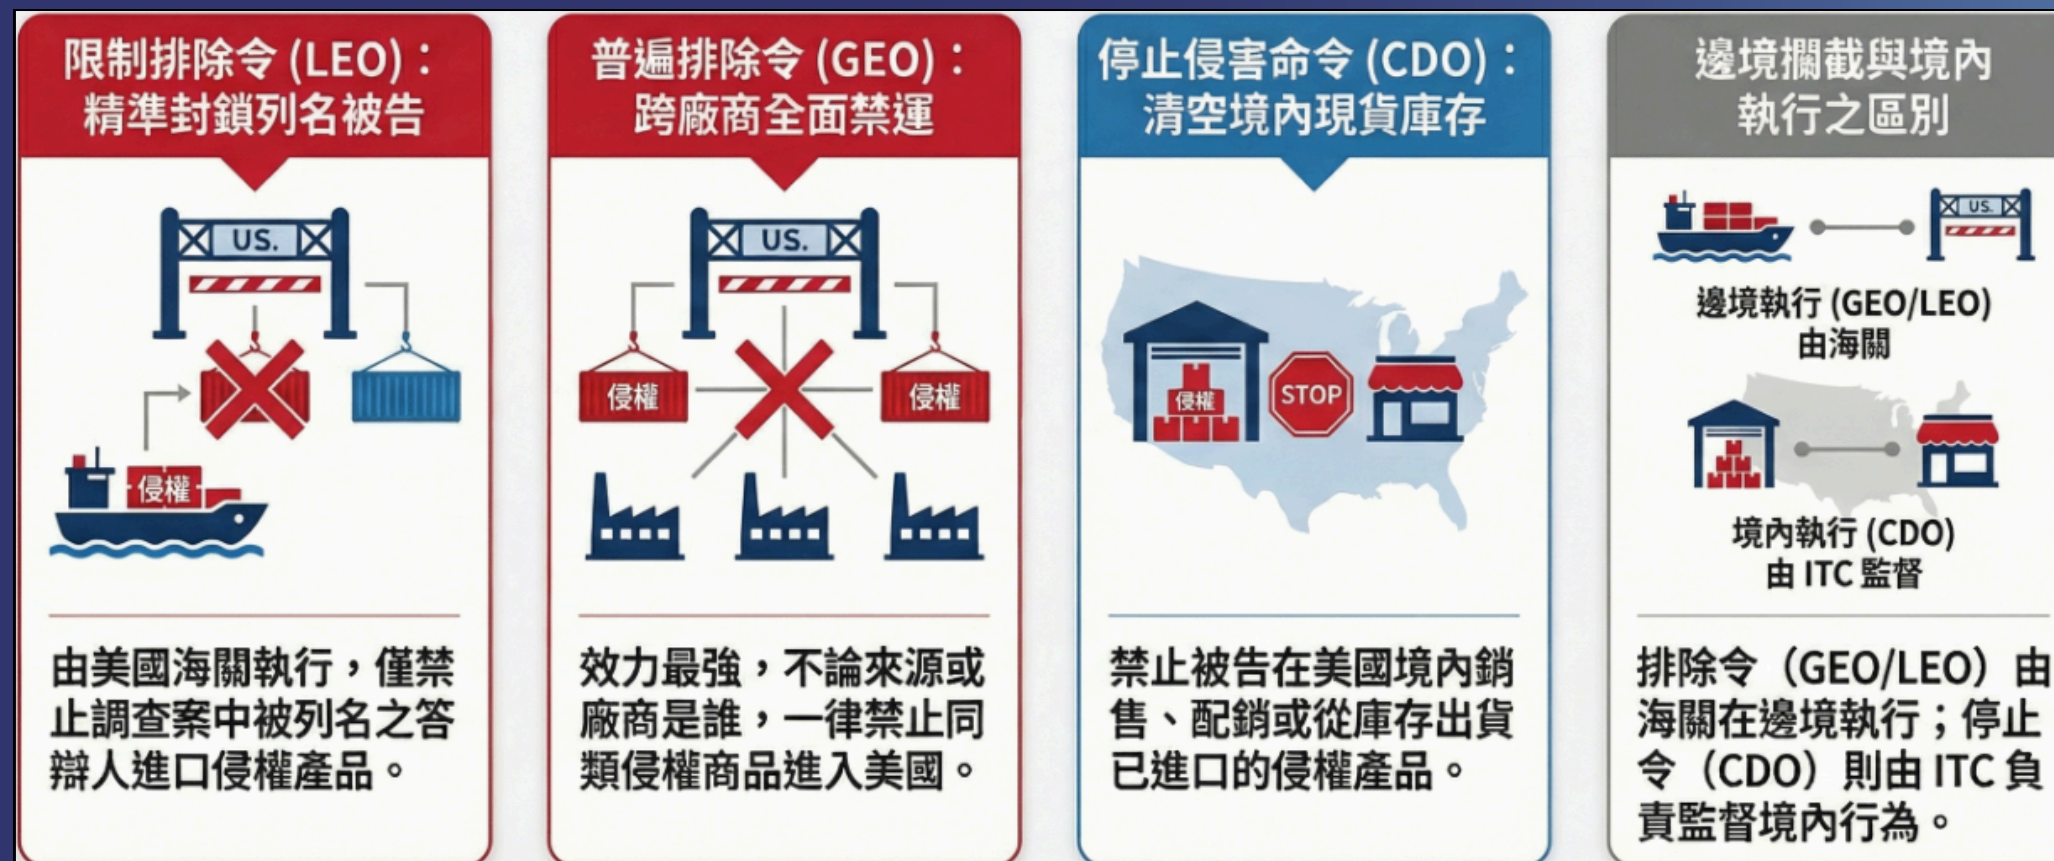 限制排除令 (LEO)：
精準封鎖列名被告
US.
侵權
由美國海關執行，僅禁
止調查案中被列名之答
辯人進口侵權產品。
普遍排除令 (GEO)：
跨廠商全面禁運
US.
侵權
侵權
效力最強，不論來源或
廠商是誰，一律禁止同
類侵權商品進入美國。
停止侵害命令 (CDO)：
清空境內現貨庫存
侵權
STOP
禁止被告在美國境內銷
售、配銷或從庫存出貨
已進口的侵權產品。
邊境攔截與境內
執行之區別
US.
邊境執行 (GEO/LEO)
由海關
境內執行 (CDO)
由 ITC 監督
排除令（GEO/LEO）由
海關在邊境執行；停止
令（CDO）則由 ITC 負
責監督境內行為。